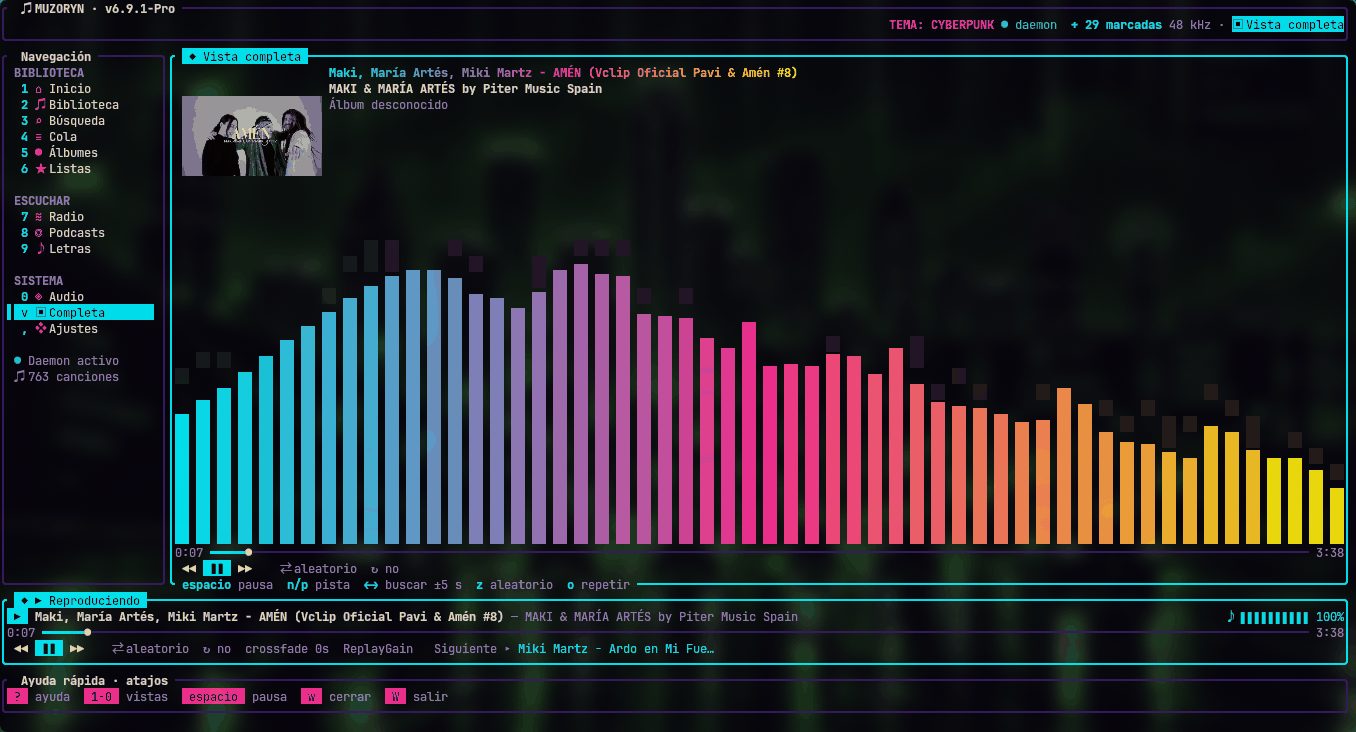 MUZORYN · v6.9.1-Pro
TEMA: CYBERPUNK ● daemon + 29 marcadas 48 kHz · Vista completa
Navegación
BIBLIOTECA
1 Inicio
2 Biblioteca
3 Búsqueda
4 Cola
5 Álbumes
6 Listas
ESCUCHAR
7 Radio
8 Podcasts
9 Letras
SISTEMA
0 Audio
v Completa
, Ajustes
● Daemon activo
763 canciones
◆ Vista completa
Maki, María Artés, Miki Martz - AMÉN (Vclip Oficial Pavi & Amén #8)
MAKI & MARÍA ARTÉS by Piter Music Spain
Álbum desconocido
AMÉN
0:07 3:38
aleatorio ↻ no
espacio pausa n/p pista ↔ buscar ±5 s z aleatorio o repetir
◆ ▶ Reproduciendo
▶ Maki, María Artés, Miki Martz - AMÉN (Vclip Oficial Pavi & Amén #8) — MAKI & MARÍA ARTÉS by Piter Music Spain ♪ 100%
0:07 3:38
aleatorio ↻ no crossfade 0s ReplayGain Siguiente ▸ Miki Martz - Ardo en Mi Fue…
Ayuda rápida · atajos
? ayuda 1-0 vistas espacio pausa w cerrar W salir